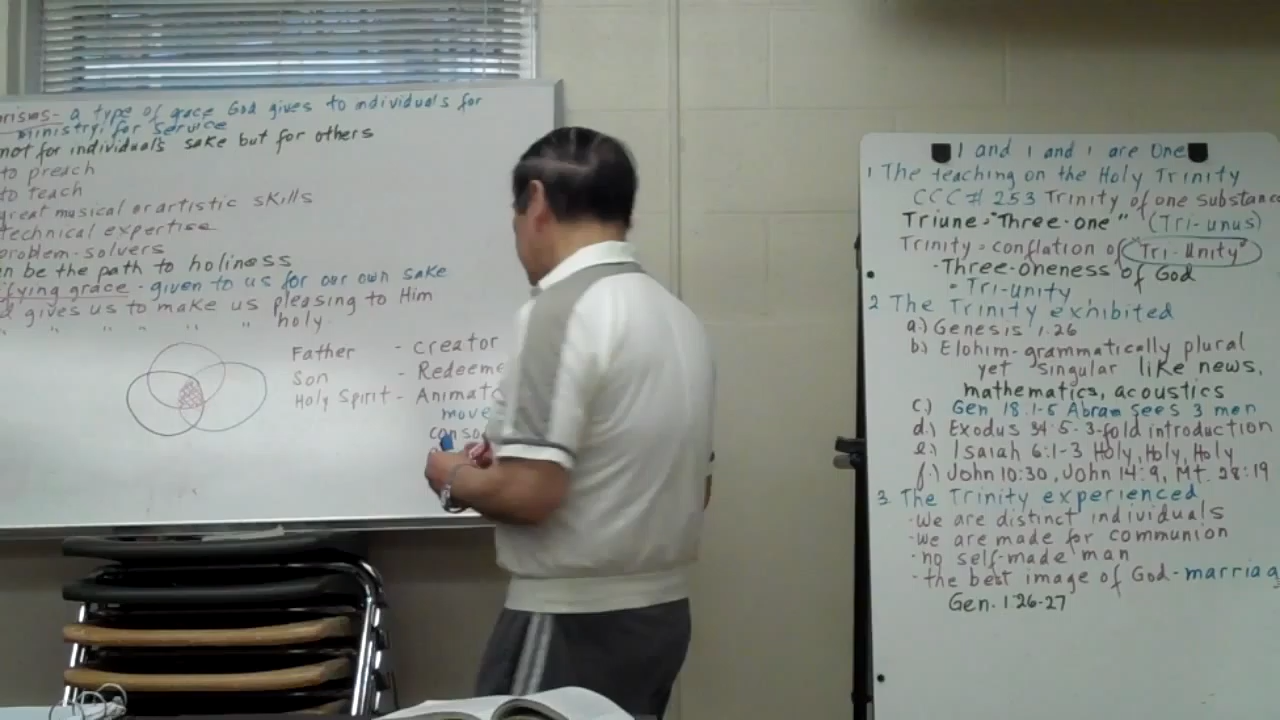 risms- a type of grace God gives to individuals for
ministry; for service
not for individuals sake but for others
to preach
to teach
great musical or artistic skills
technical expertise
problem-solvers
n be the path to holiness
fying grace - given to us for our own sake
d gives us to make us pleasing to Him
" " " " " " holy
Father - Creator
Son - Redeeme
Holy Spirit - Animato
move
conso
1 and 1 and 1 are One
1 The teaching on the Holy Trinity
CCC # 253 Trinity of one substance
Triune = "Three-one" (Tri-unus)
Trinity = conflation of "Tri-Unity"
- Three-oneness of God
= Tri-unity
2 The Trinity exhibited
a.) Genesis 1:26
b.) Elohim- grammatically plural
yet singular like news,
mathematics, acoustics
c.) Gen 18:1-5 Abram sees 3 men
d.) Exodus 34:5-3-fold introduction
e.) Isaiah 6:1-3 Holy, Holy, Holy
f.) John 10:30, John 14:9, Mt. 28:19
3 The Trinity experienced
- we are distinct individuals
- we are made for communion
- no self-made man
- the best image of God - marriag
Gen. 1:26-27